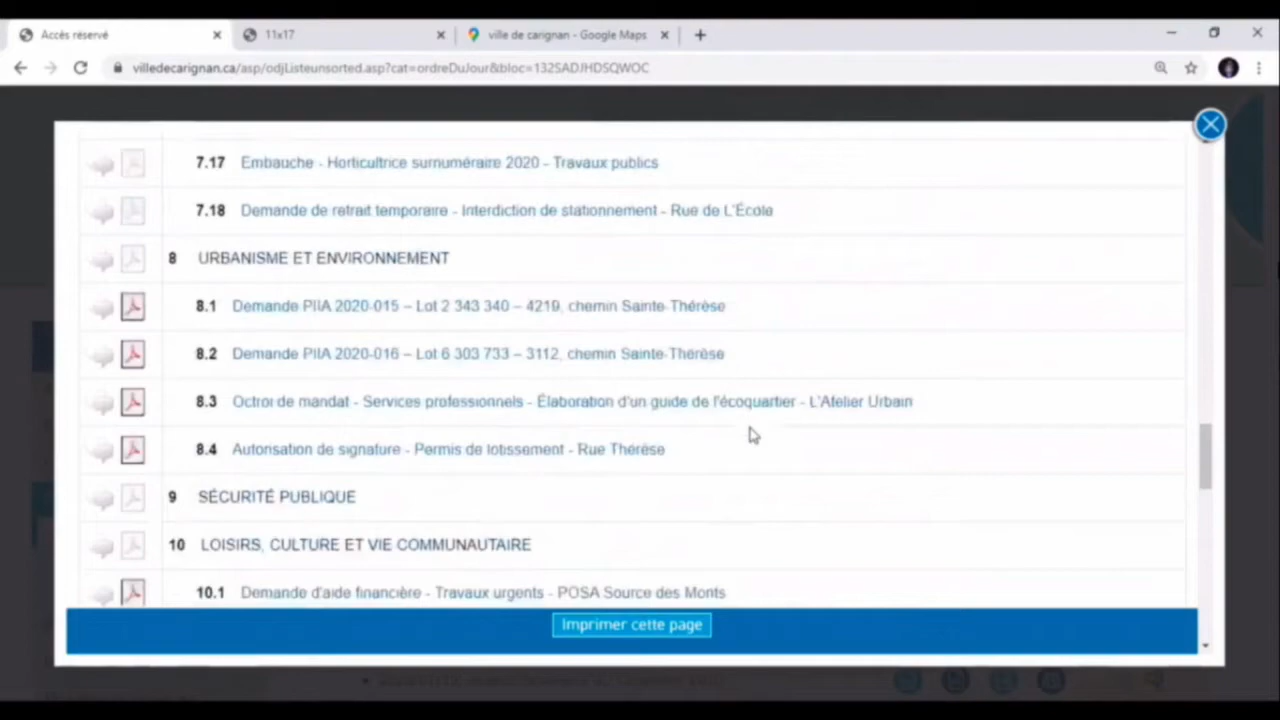 Accès réservé
11x17
ville de carignan - Google Maps
villedecarignan.ca/asp/odjListeunsorted.asp?cat=ordreDuJour&bloc=132SADJHDSQWOC
7.17 Embauche - Horticultrice surnuméraire 2020 - Travaux publics
7.18 Demande de retrait temporaire - Interdiction de stationnement - Rue de L'École
8 URBANISME ET ENVIRONNEMENT
8.1 Demande PIIA 2020-015 – Lot 2 343 340 – 4219, chemin Sainte-Thérèse
8.2 Demande PIIA 2020-016 – Lot 6 303 733 – 3112, chemin Sainte-Thérèse
8.3 Octroi de mandat - Services professionnels - Élaboration d'un guide de l'écoquartier - L'Atelier Urbain
8.4 Autorisation de signature - Permis de lotissement - Rue Thérèse
9 SÉCURITÉ PUBLIQUE
10 LOISIRS, CULTURE ET VIE COMMUNAUTAIRE
10.1 Demande d'aide financière - Travaux urgents - POSA Source des Monts
Imprimer cette page